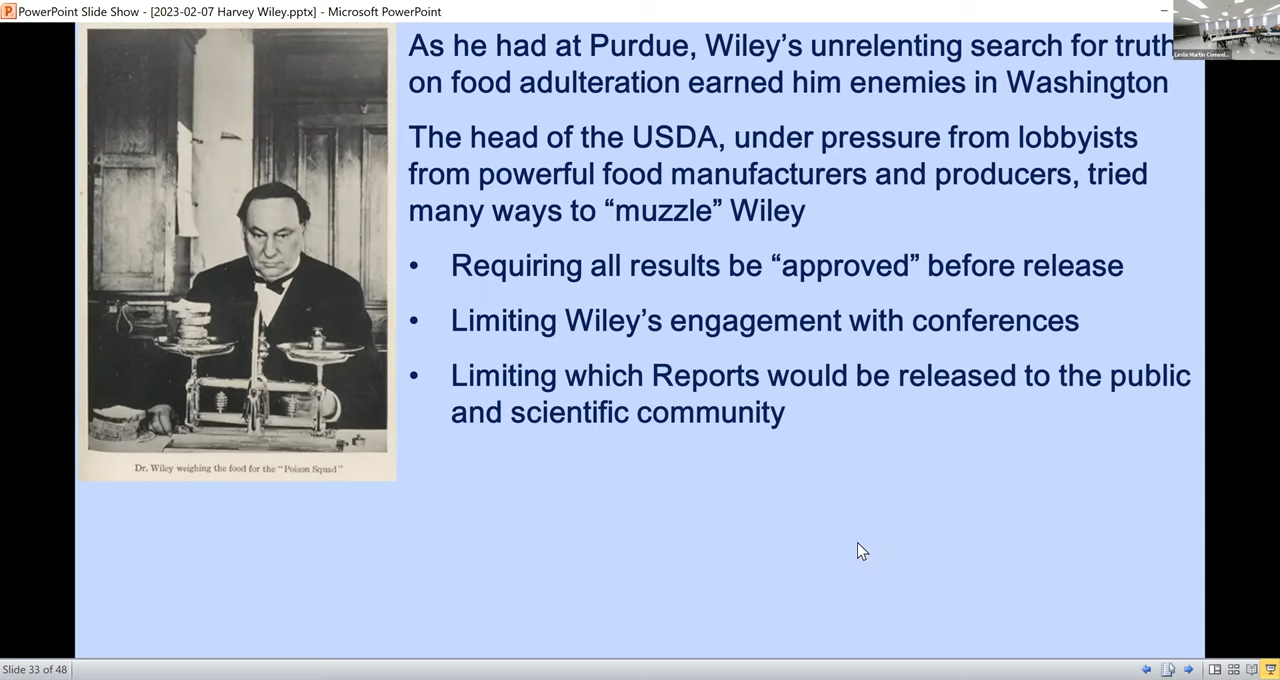 PowerPoint Slide Show - [2023-02-07 Harvey Wiley.pptx] - Microsoft PowerPoint
As he had at Purdue, Wiley’s unrelenting search for truth
on food adulteration earned him enemies in Washington
The head of the USDA, under pressure from lobbyists
from powerful food manufacturers and producers, tried
many ways to “muzzle” Wiley
• Requiring all results be “approved” before release
• Limiting Wiley’s engagement with conferences
• Limiting which Reports would be released to the public
and scientific community
Dr. Wiley weighing the food for the "Poison Squad"
Leslie Martin Conwel...
Slide 33 of 48